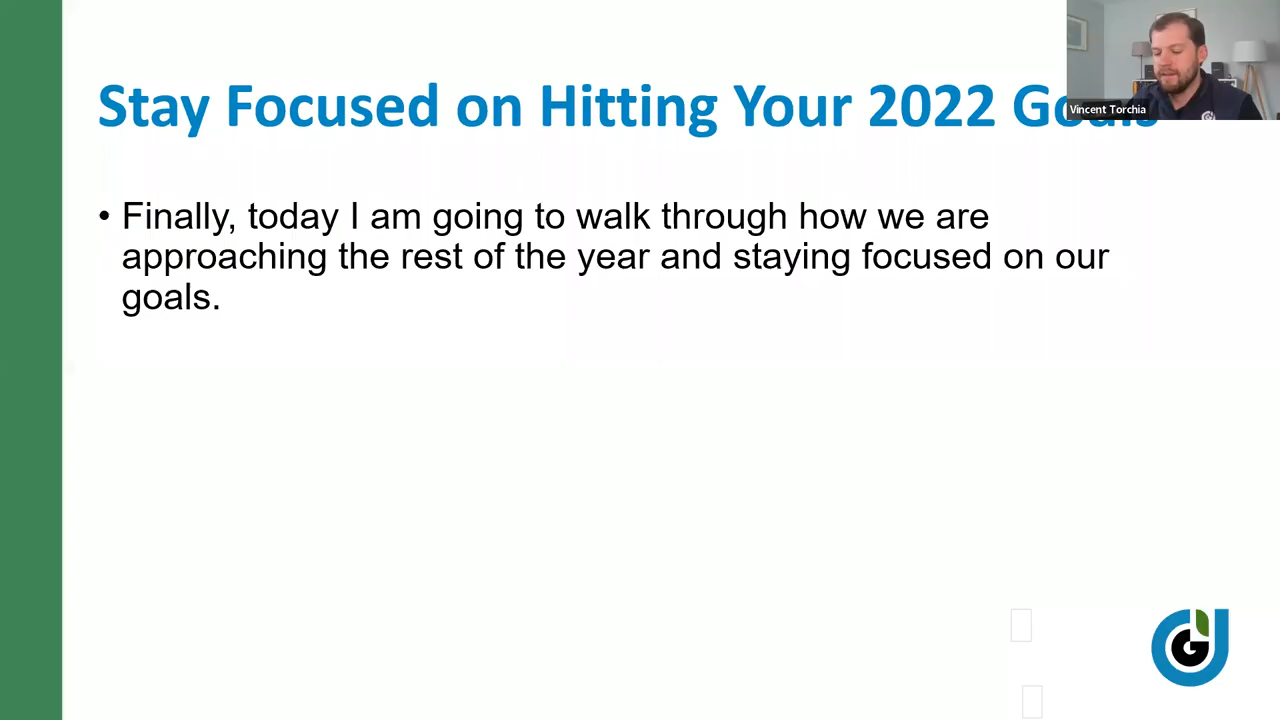 Stay Focused on Hitting Your 2022 Goals
Vincent Torchia
• Finally, today I am going to walk through how we are
approaching the rest of the year and staying focused on our
goals.
G